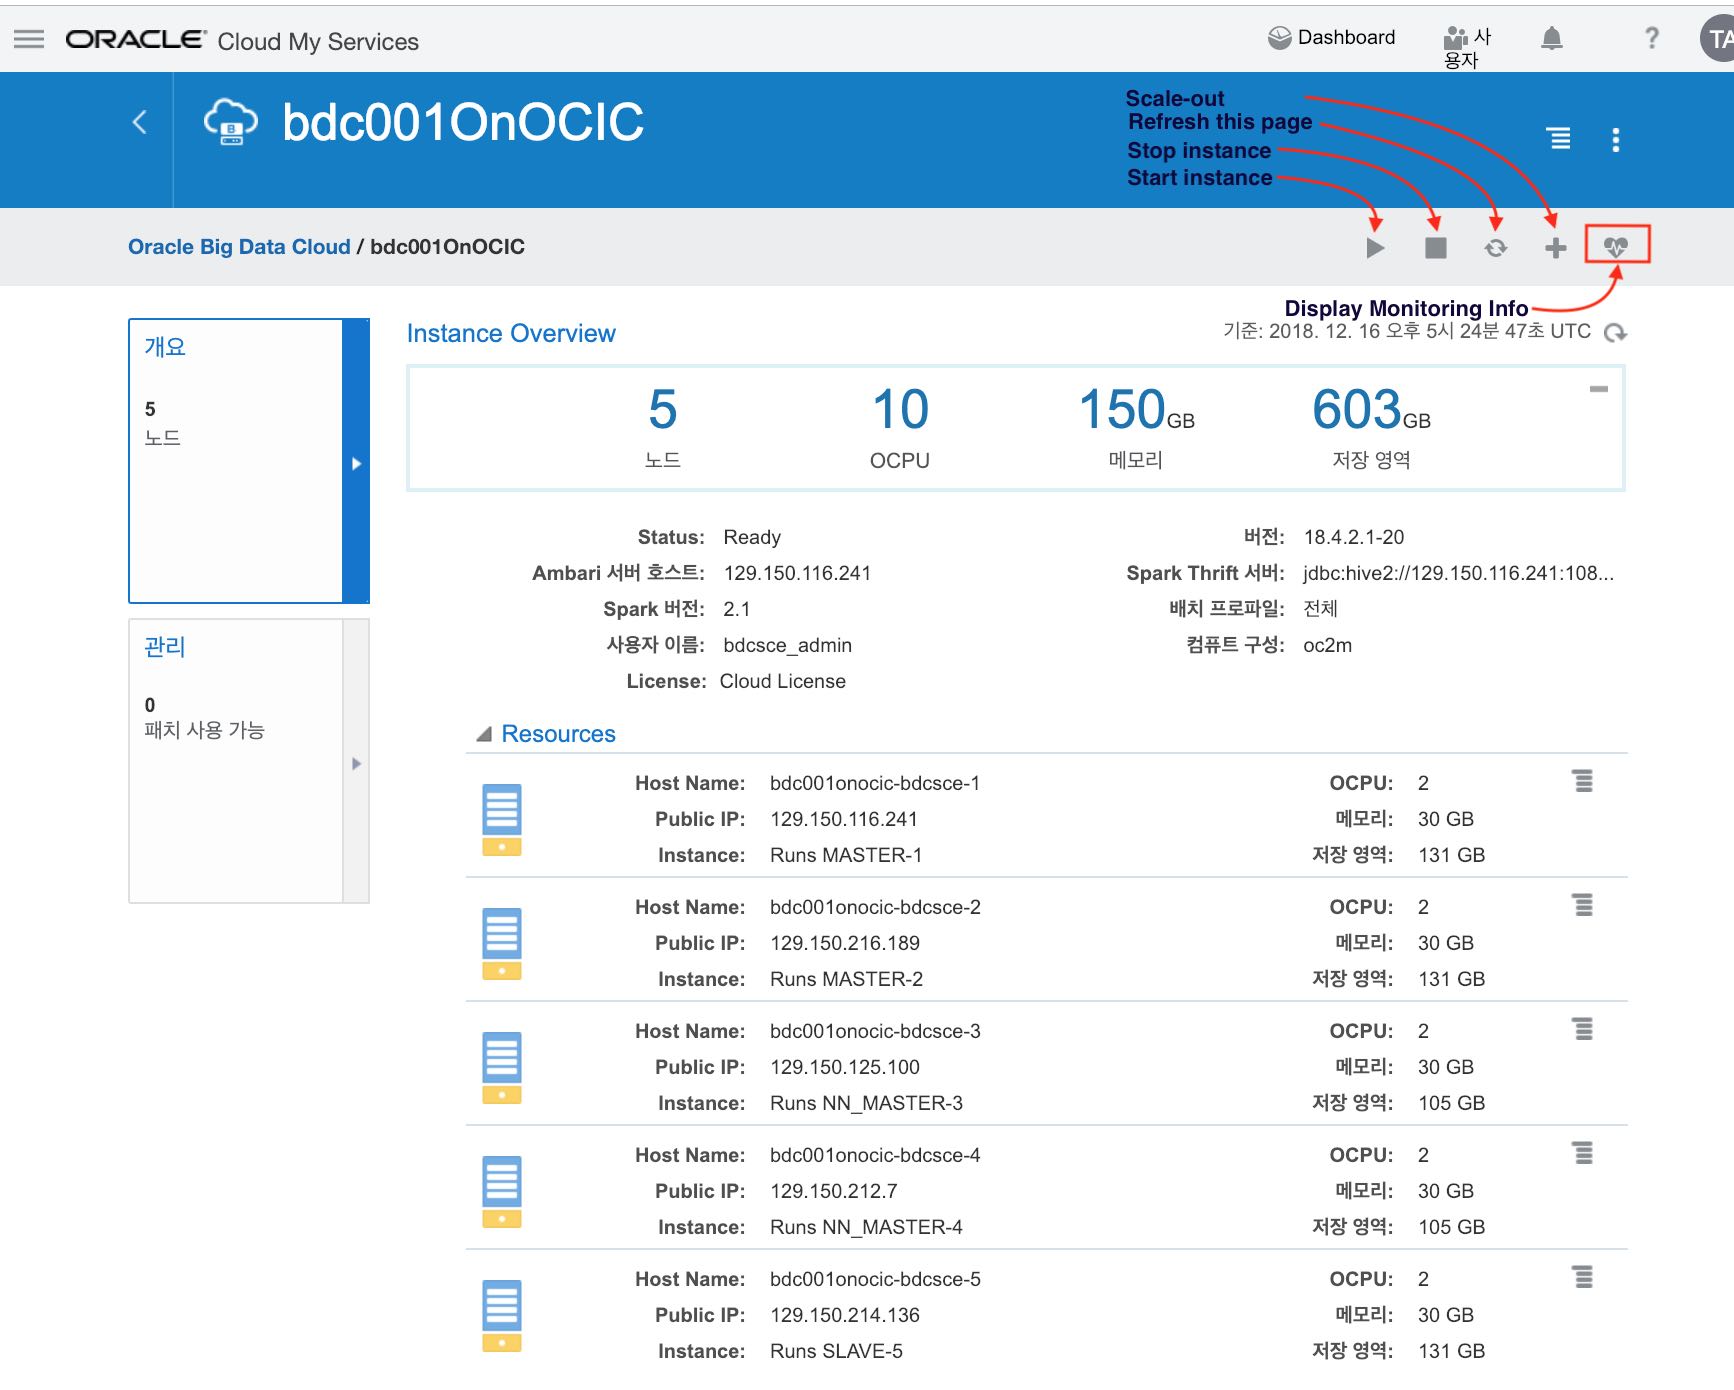 ORACLE Cloud My Services
Dashboard
사
용자
?
TA
bdc001OnOCIC
Scale-out
Refresh this page
Stop instance
Start instance
Oracle Big Data Cloud / bdc001OnOCIC
Display Monitoring Info
개요
5
노드
관리
0
패치 사용 가능
Instance Overview
기준: 2018. 12. 16 오후 5시 24분 47초 UTC
5 10 150GB 603GB
노드 OCPU 메모리 저장 영역
Status: Ready 버전: 18.4.2.1-20
Ambari 서버 호스트: 129.150.116.241 Spark Thrift 서버: jdbc:hive2://129.150.116.241:108...
Spark 버전: 2.1 배치 프로파일: 전체
사용자 이름: bdcsce_admin 컴퓨트 구성: oc2m
License: Cloud License
Resources
Host Name: bdc001onocic-bdcsce-1 OCPU: 2
Public IP: 129.150.116.241 메모리: 30 GB
Instance: Runs MASTER-1 저장 영역: 131 GB
Host Name: bdc001onocic-bdcsce-2 OCPU: 2
Public IP: 129.150.216.189 메모리: 30 GB
Instance: Runs MASTER-2 저장 영역: 131 GB
Host Name: bdc001onocic-bdcsce-3 OCPU: 2
Public IP: 129.150.125.100 메모리: 30 GB
Instance: Runs NN_MASTER-3 저장 영역: 105 GB
Host Name: bdc001onocic-bdcsce-4 OCPU: 2
Public IP: 129.150.212.7 메모리: 30 GB
Instance: Runs NN_MASTER-4 저장 영역: 105 GB
Host Name: bdc001onocic-bdcsce-5 OCPU: 2
Public IP: 129.150.214.136 메모리: 30 GB
Instance: Runs SLAVE-5 저장 영역: 131 GB